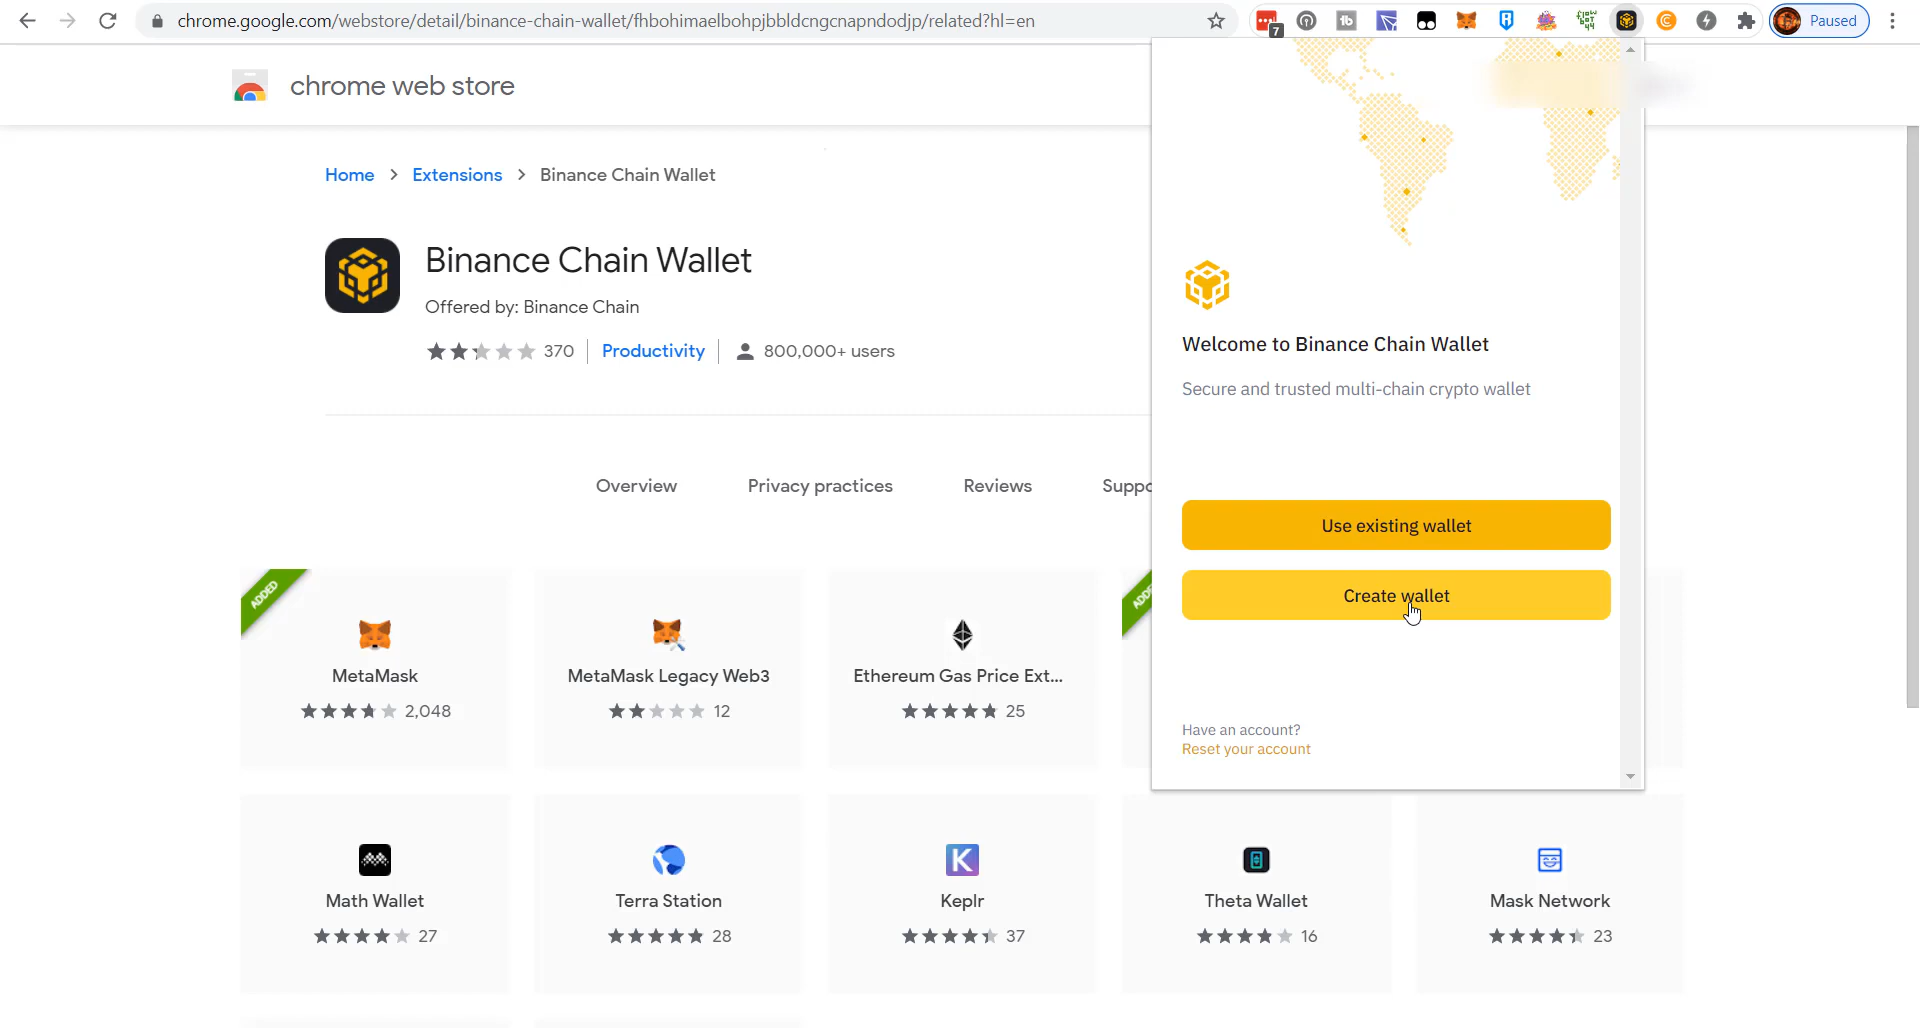 chrome.google.com/webstore/detail/binance-chain-wallet/fhbohimaelbohpjbbldcngcnapndodjp/related?hl=en
7
Paused
chrome web store
Home > Extensions > Binance Chain Wallet
Binance Chain Wallet
Offered by: Binance Chain
370
Productivity
800,000+ users
Overview
Privacy practices
Reviews
Suppo
Welcome to Binance Chain Wallet
Secure and trusted multi-chain crypto wallet
Use existing wallet
Create wallet
Have an account?
Reset your account
ADDED
MetaMask
2,048
MetaMask Legacy Web3
12
Ethereum Gas Price Ext...
25
ADDE
Math Wallet
27
Terra Station
28
K
Keplr
37
Theta Wallet
16
Mask Network
23